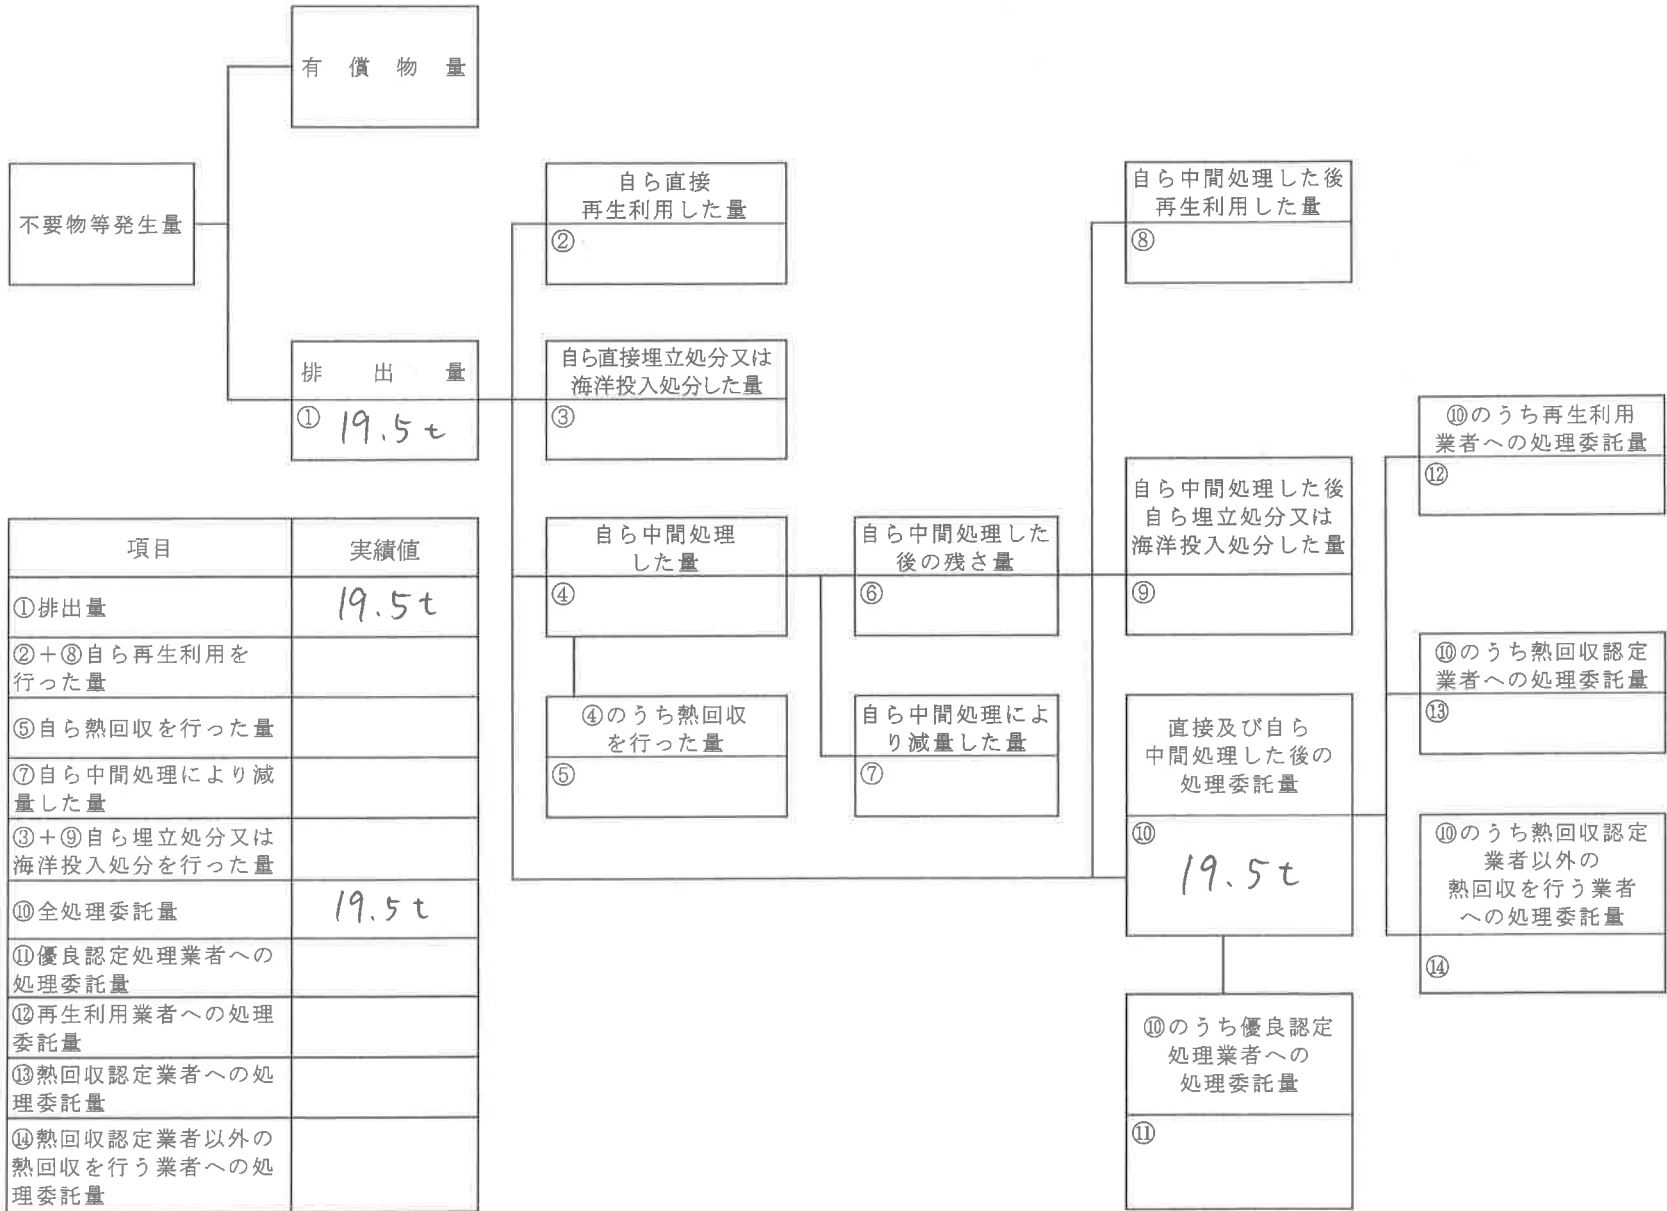 有償物量
不要物等発生量
排出量
① 19.5t
自ら直接
再生利用した量
②
自ら直接埋立処分又は
海洋投入処分した量
③
自ら中間処理
した量
④
④のうち熱回収
を行った量
⑤
自ら中間処理した
後の残さ量
⑥
自ら中間処理によ
り減量した量
⑦
自ら中間処理した後
再生利用した量
⑧
自ら中間処理した後
自ら埋立処分又は
海洋投入処分した量
⑨
直接及び自ら
中間処理した後の
処理委託量
⑩
19.5t
⑩のうち優良認定
処理業者への
処理委託量
⑪
⑩のうち再生利用
業者への処理委託量
⑫
⑩のうち熱回収認定
業者への処理委託量
⑬
⑩のうち熱回収認定
業者以外の
熱回収を行う業者
への処理委託量
⑭
項目 実績値
①排出量 19.5t
②+⑧自ら再生利用を
行った量
⑤自ら熱回収を行った量
⑦自ら中間処理により減
量した量
③+⑨自ら埋立処分又は
海洋投入処分を行った量
⑩全処理委託量 19.5t
⑪優良認定処理業者への
処理委託量
⑫再生利用業者への処理
委託量
⑬熱回収認定業者への処
理委託量
⑭熱回収認定業者以外の
熱回収を行う業者への処
理委託量